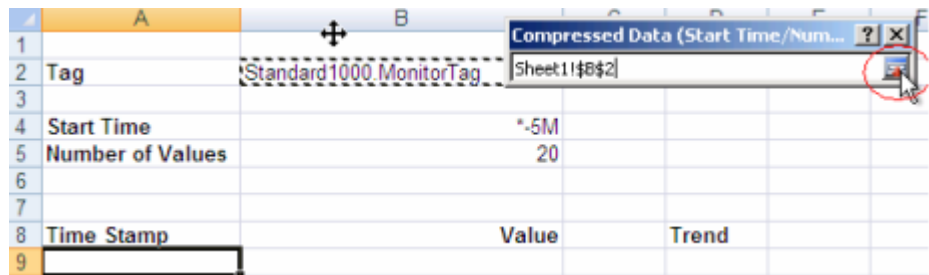 A B C D E F
Compressed Data (Start Time/Num... ? X
1
2 Tag Standard1000.MonitorTag Sheet1!$B$2
3
4 Start Time *-5M
5 Number of Values 20
6
7
8 Time Stamp Value Trend
9